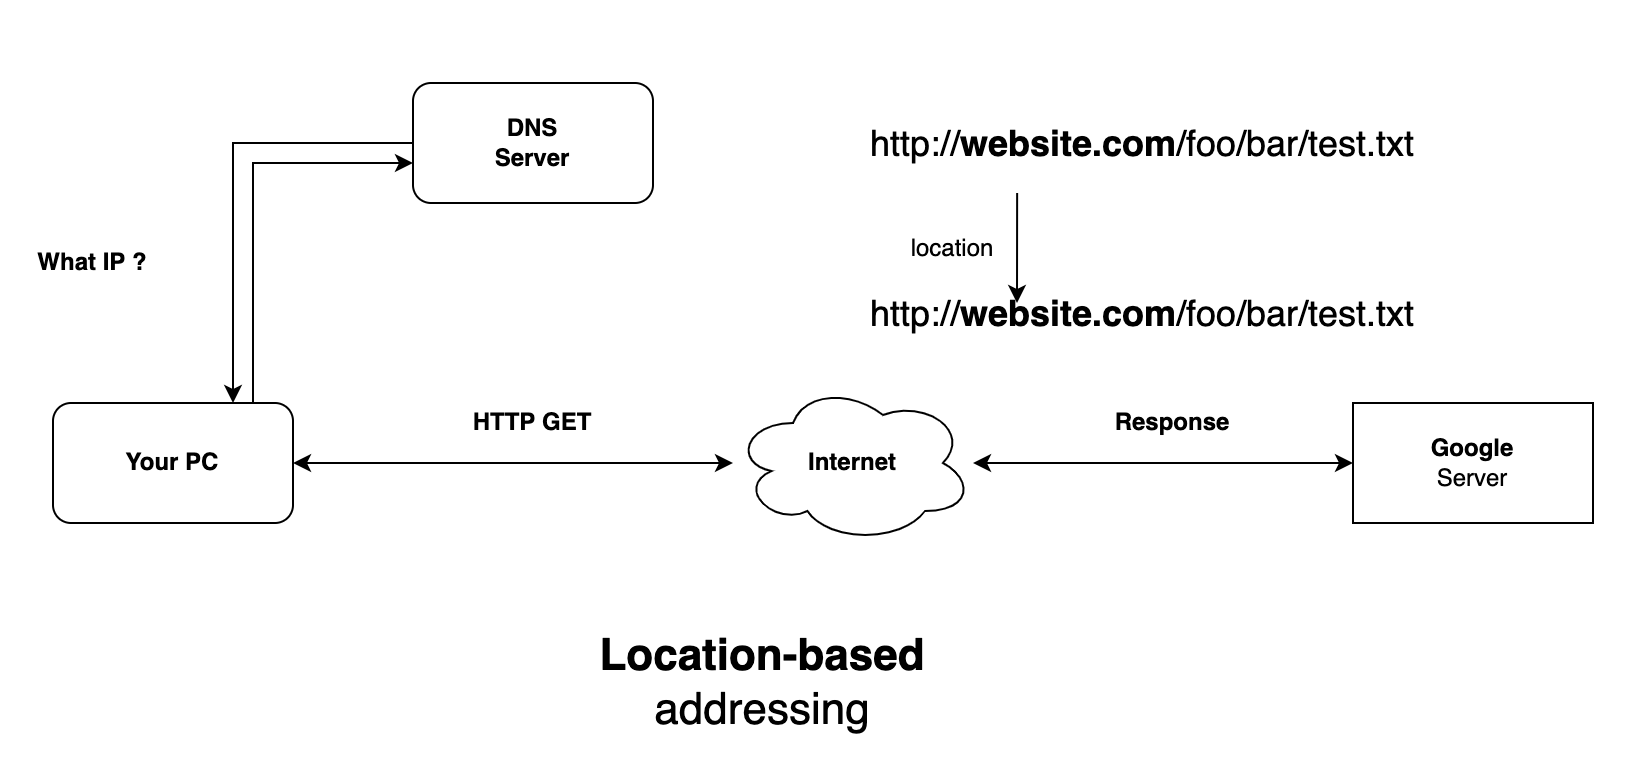 DNS
Server
http://website.com/foo/bar/test.txt
What IP ?
location
http://website.com/foo/bar/test.txt
HTTP GET
Response
Your PC
Internet
Google
Server
Location-based
addressing